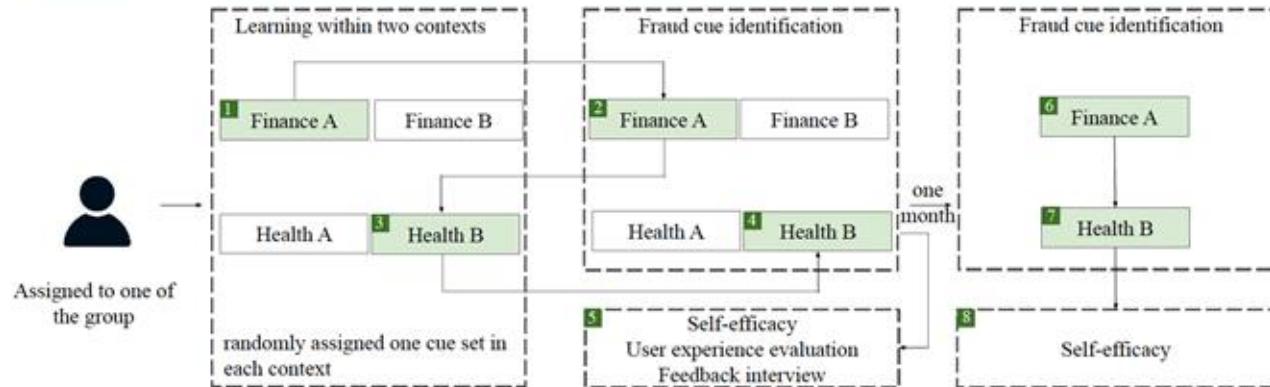 Learning within two contexts
Fraud cue identification
Fraud cue identification
1
Finance A
Finance B
2
Finance A
Finance B
6
Finance A
one
month
3
Health A
Health B
4
Health A
Health B
7
Health B
Assigned to one of
the group
randomly assigned one cue set in
each context
5
Self-efficacy
User experience evaluation
Feedback interview
8
Self-efficacy